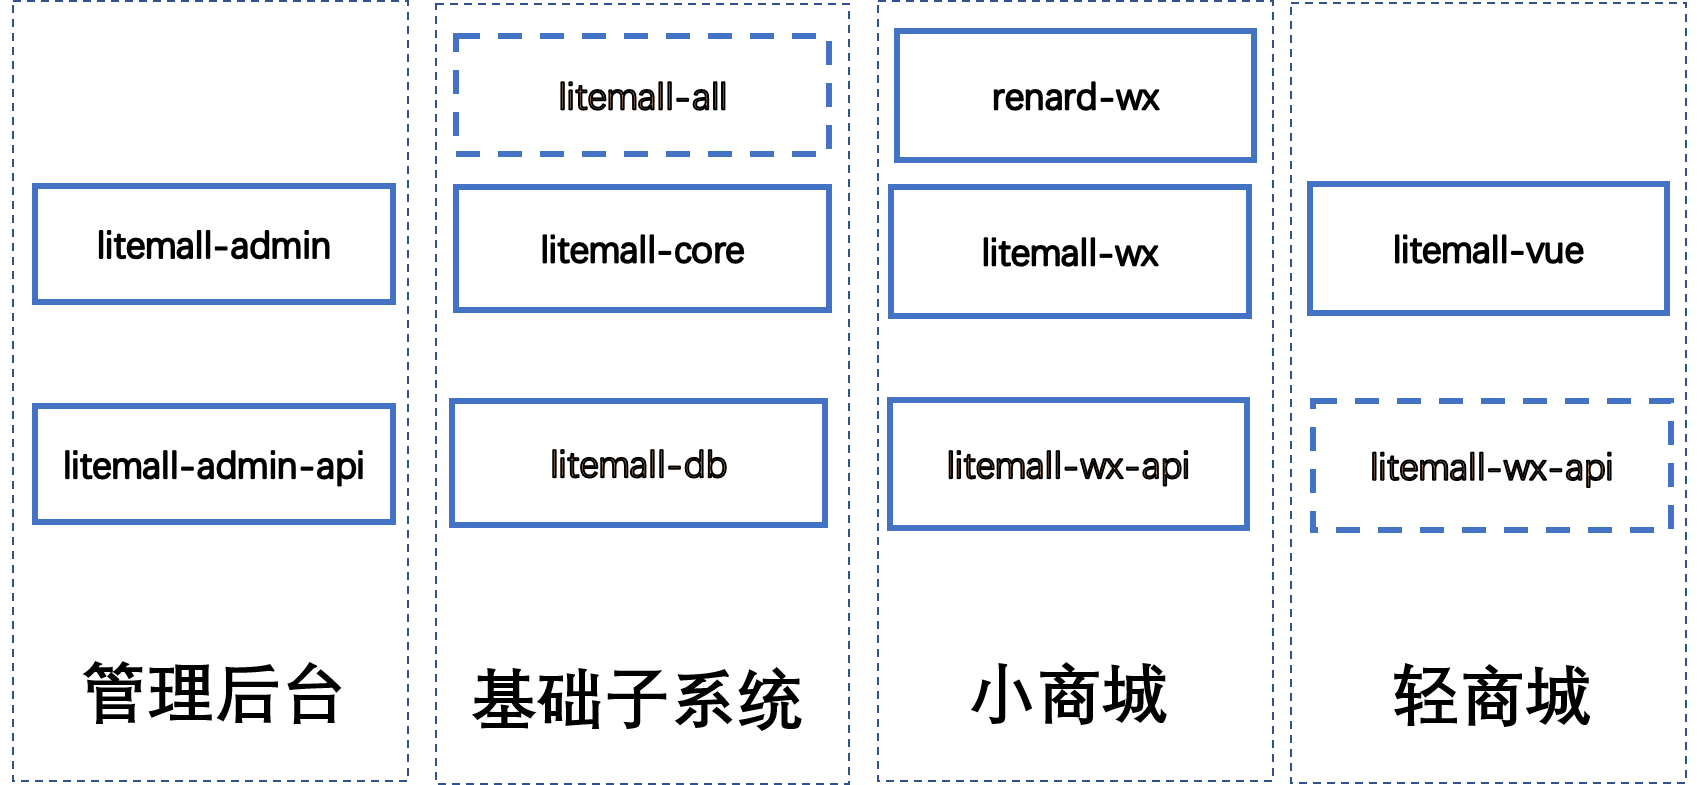 litemall-admin
litemall-admin-api
管理后台
litemall-all
litemall-core
litemall-db
基础子系统
renard-wx
litemall-wx
litemall-wx-api
小商城
litemall-vue
litemall-wx-api
轻商城